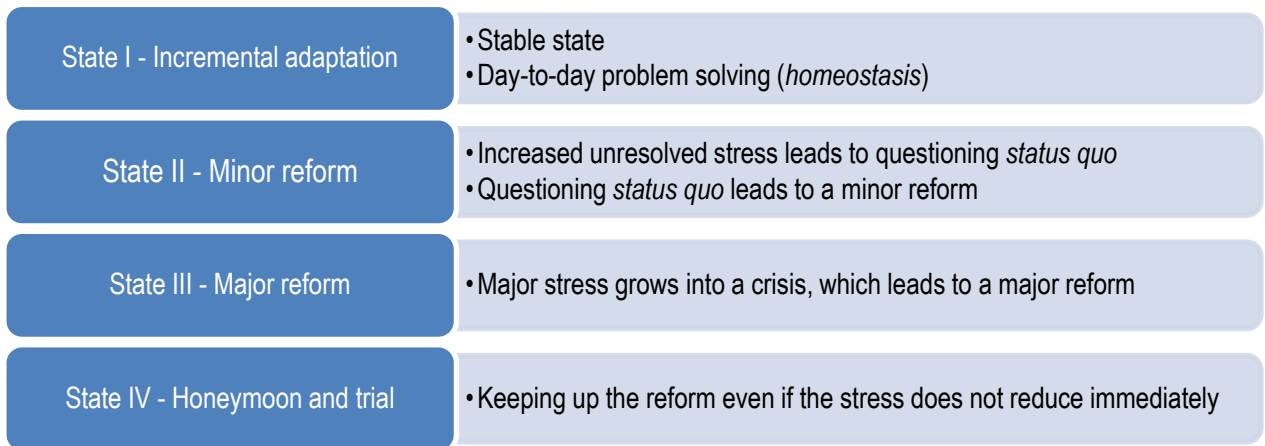 State I - Incremental adaptation
•Stable state
•Day-to-day problem solving (homeostasis)
State II - Minor reform
•Increased unresolved stress leads to questioning status quo
•Questioning status quo leads to a minor reform
State III - Major reform
•Major stress grows into a crisis, which leads to a major reform
State IV - Honeymoon and trial
•Keeping up the reform even if the stress does not reduce immediately